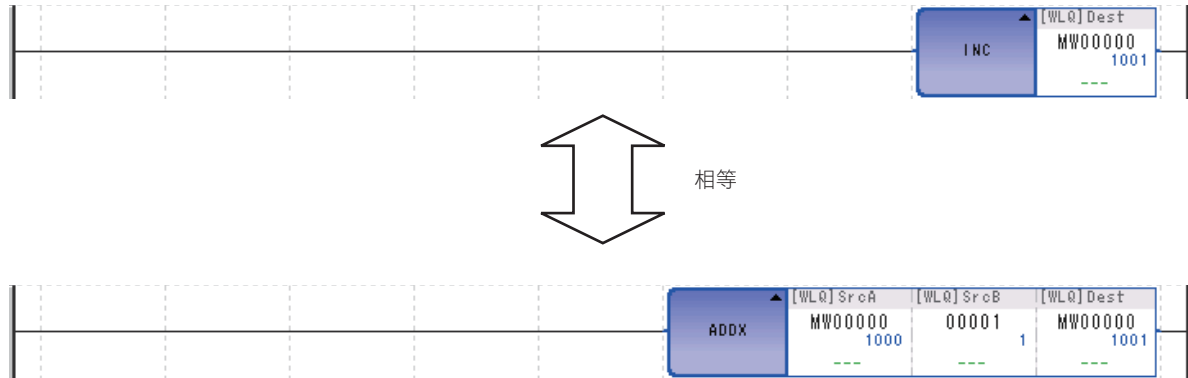 [WLQ]Dest
INC
MW00000
1001
---
相等
[WLQ]SrcA [WLQ]SrcB [WLQ]Dest
ADDX MW00000 00001 MW00000
1000 1 1001
--- --- ---